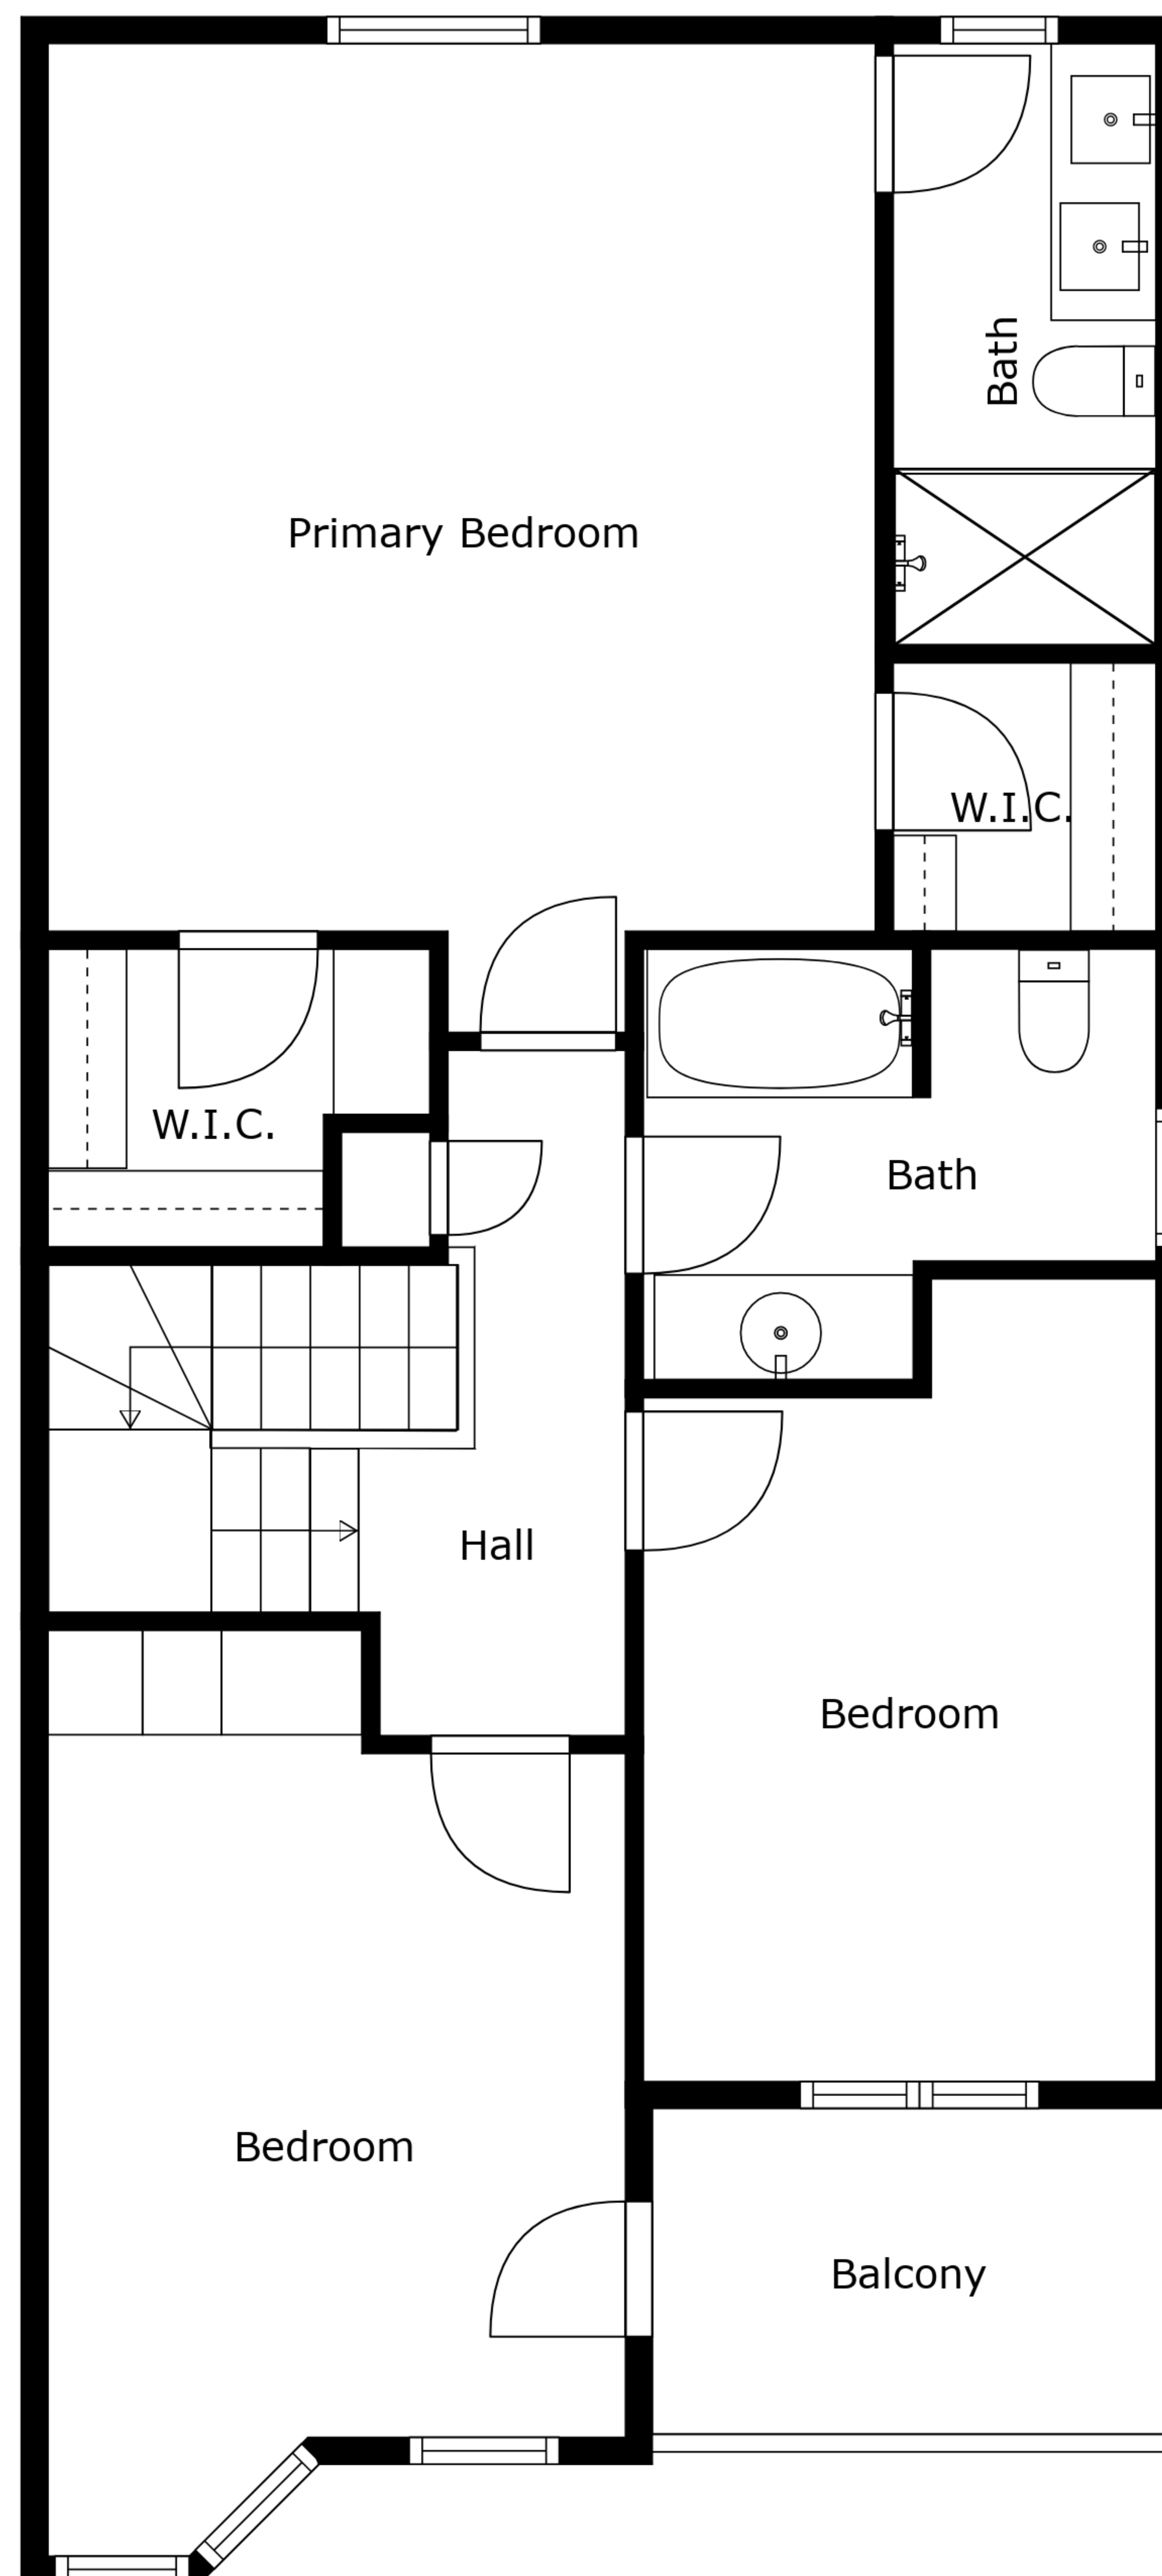 Bath
Primary Bedroom
W.I.C.
W.I.C.
Bath
Hall
Bedroom
Bedroom
Balcony